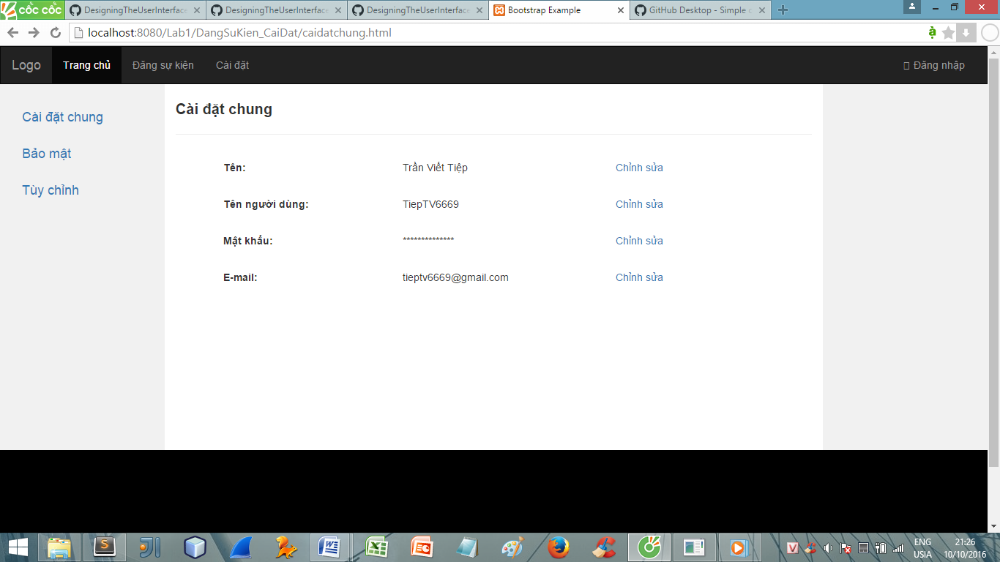 cốc cốc DesigningTheUserInterface DesigningTheUserInterface DesigningTheUserInterface Bootstrap Example GitHub Desktop - Simple
localhost:8080/Lab1/DangSuKien_CaiDat/caidatchung.html
Logo Trang chủ Đăng sự kiện Cài đặt Đăng nhập
Cài đặt chung
Bảo mật
Tùy chỉnh
Cài đặt chung
Tên: Trần Viết Tiệp Chỉnh sửa
Tên người dùng: TiepTV6669 Chỉnh sửa
Mật khẩu: ************** Chỉnh sửa
E-mail: tieptv6669@gmail.com Chỉnh sửa
ENG 21:26
USIA 10/10/2016